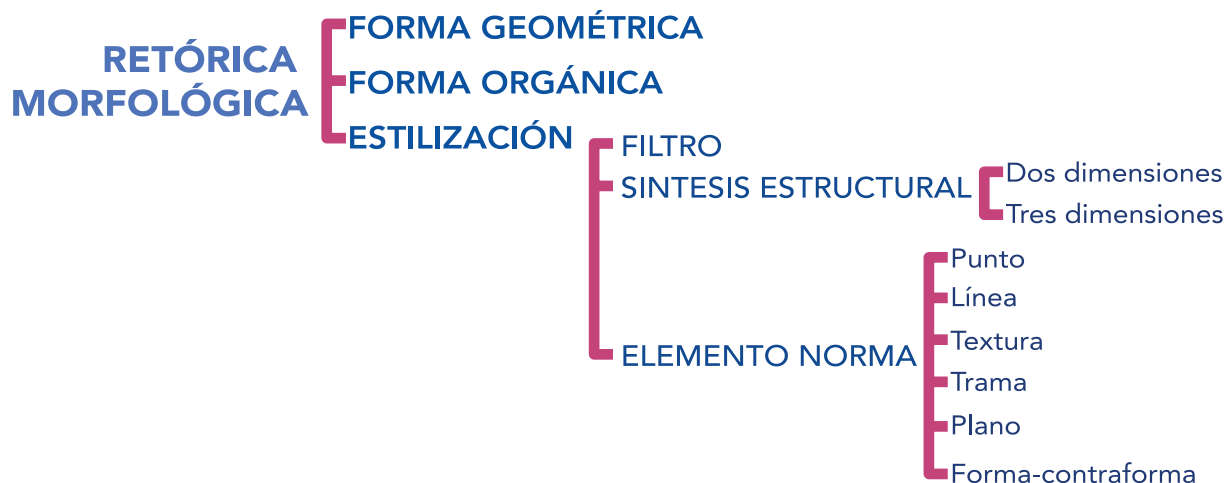 RETÓRICA
MORFOLÓGICA
FORMA GEOMÉTRICA
FORMA ORGÁNICA
ESTILIZACIÓN
FILTRO
SINTESIS ESTRUCTURAL
Dos dimensiones
Tres dimensiones
ELEMENTO NORMA
Punto
Línea
Textura
Trama
Plano
Forma-contraforma